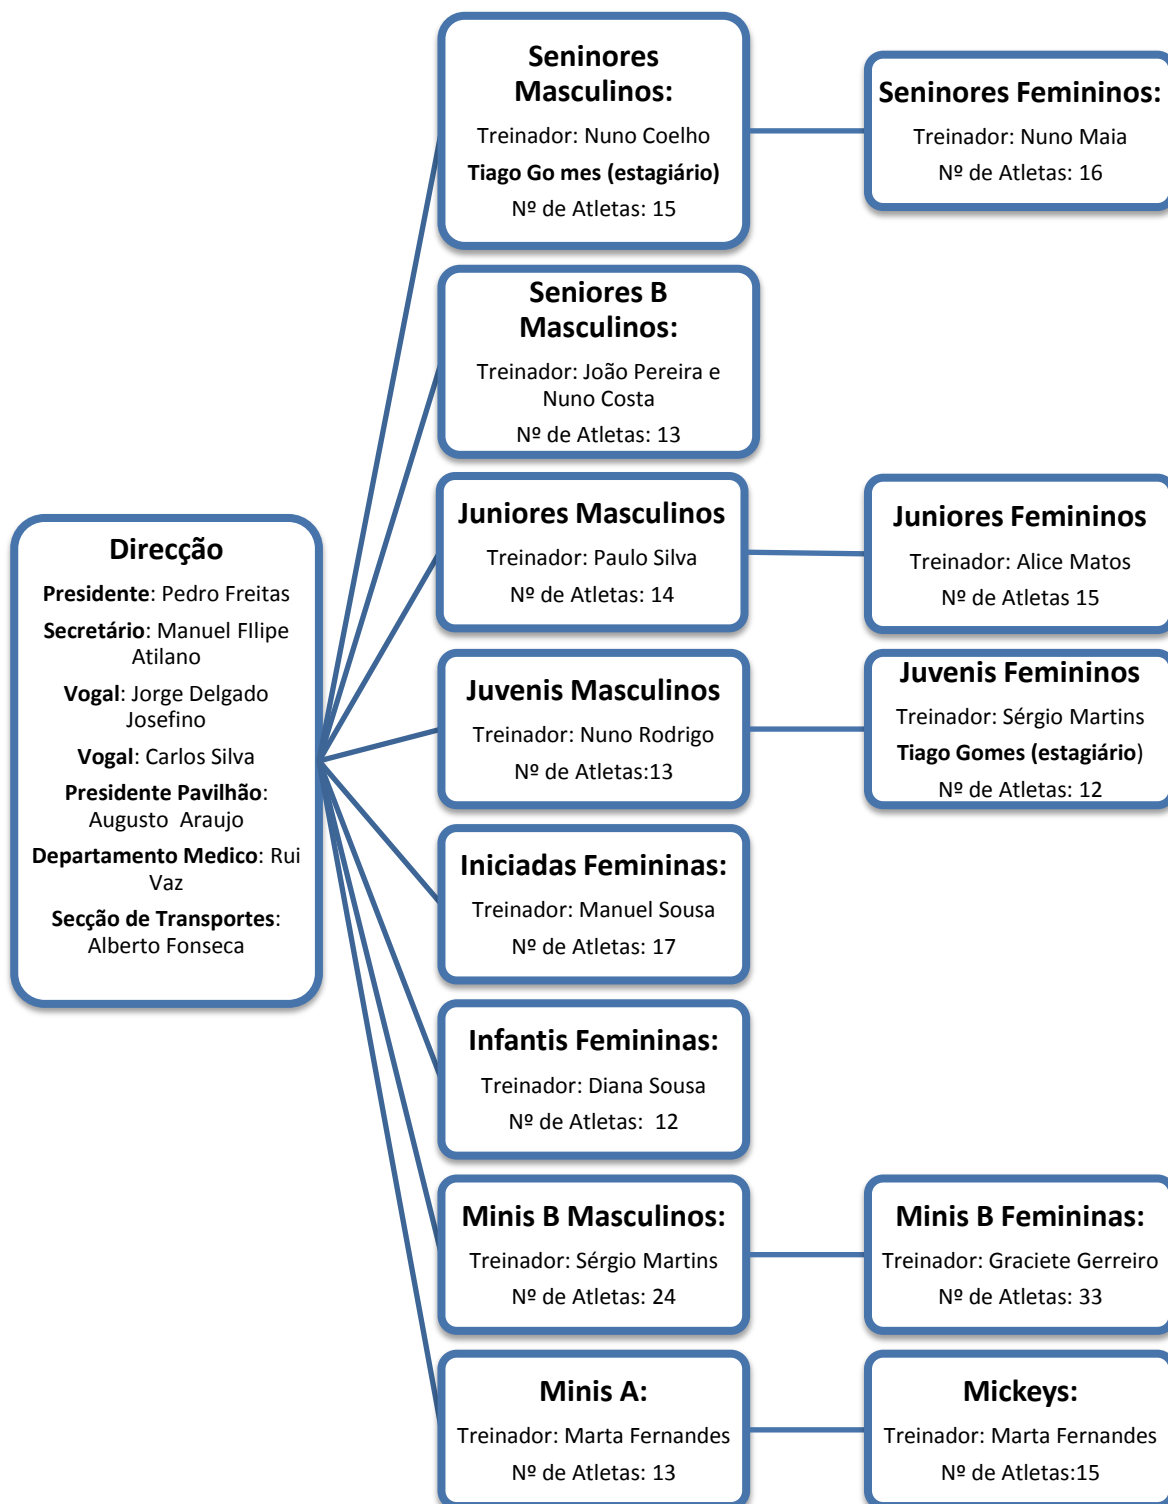 Seninores
Masculinos:
Treinador: Nuno Coelho
Tiago Go mes (estagiário)
Nº de Atletas: 15
Seninores Femininos:
Treinador: Nuno Maia
Nº de Atletas: 16
Seniores B
Masculinos:
Treinador: João Pereira e
Nuno Costa
Nº de Atletas: 13
Juniores Masculinos
Treinador: Paulo Silva
Nº de Atletas: 14
Juniores Femininos
Treinador: Alice Matos
Nº de Atletas 15
Direcção
Presidente: Pedro Freitas
Secretário: Manuel FIlipe
Atilano
Vogal: Jorge Delgado
Josefino
Vogal: Carlos Silva
Presidente Pavilhão:
Augusto Araujo
Departamento Medico: Rui
Vaz
Secção de Transportes:
Alberto Fonseca
Juvenis Masculinos
Treinador: Nuno Rodrigo
Nº de Atletas:13
Juvenis Femininos
Treinador: Sérgio Martins
Tiago Gomes (estagiário)
Nº de Atletas: 12
Iniciadas Femininas:
Treinador: Manuel Sousa
Nº de Atletas: 17
Infantis Femininas:
Treinador: Diana Sousa
Nº de Atletas: 12
Minis B Masculinos:
Treinador: Sérgio Martins
Nº de Atletas: 24
Minis B Femininas:
Treinador: Graciete Gerreiro
Nº de Atletas: 33
Minis A:
Treinador: Marta Fernandes
Nº de Atletas: 13
Mickeys:
Treinador: Marta Fernandes
Nº de Atletas:15